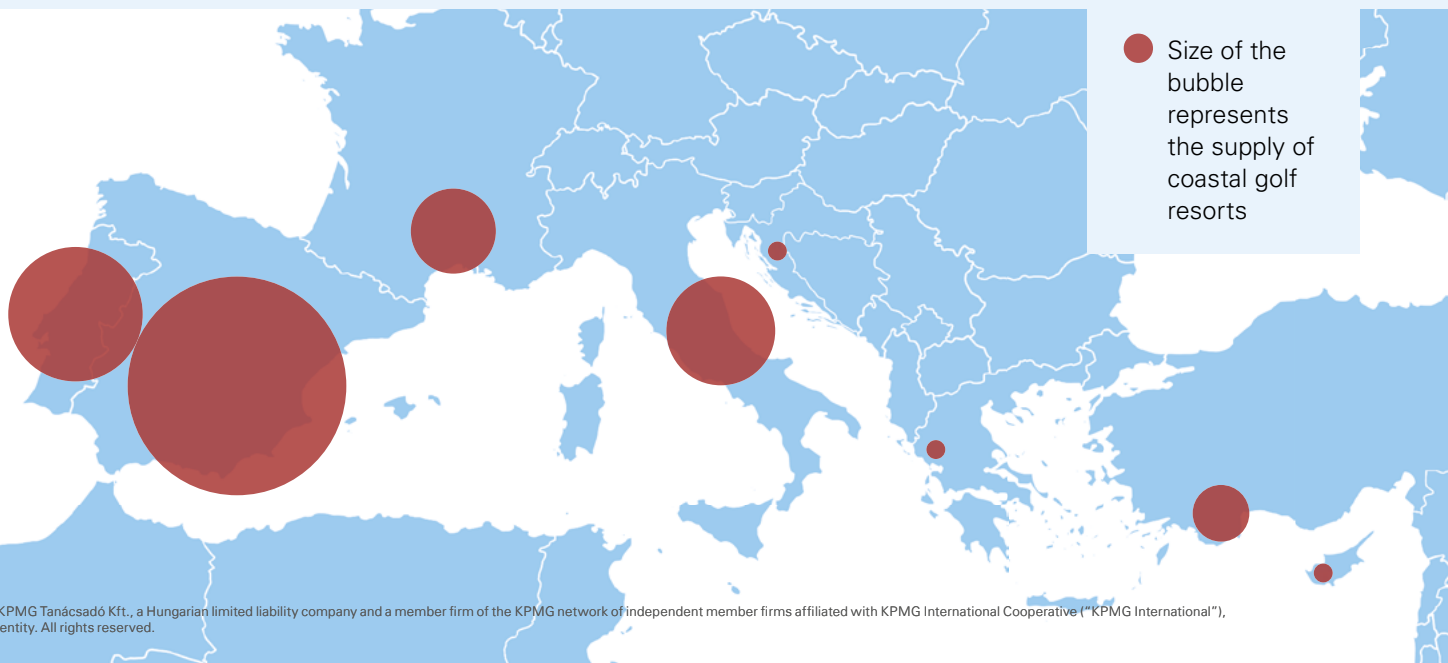 Size of the
bubble
represents
the supply of
coastal golf
resorts
KPMG Tanácsadó Kft., a Hungarian limited liability company and a member firm of the KPMG network of independent member firms affiliated with KPMG International Cooperative (“KPMG International”),
entity. All rights reserved.